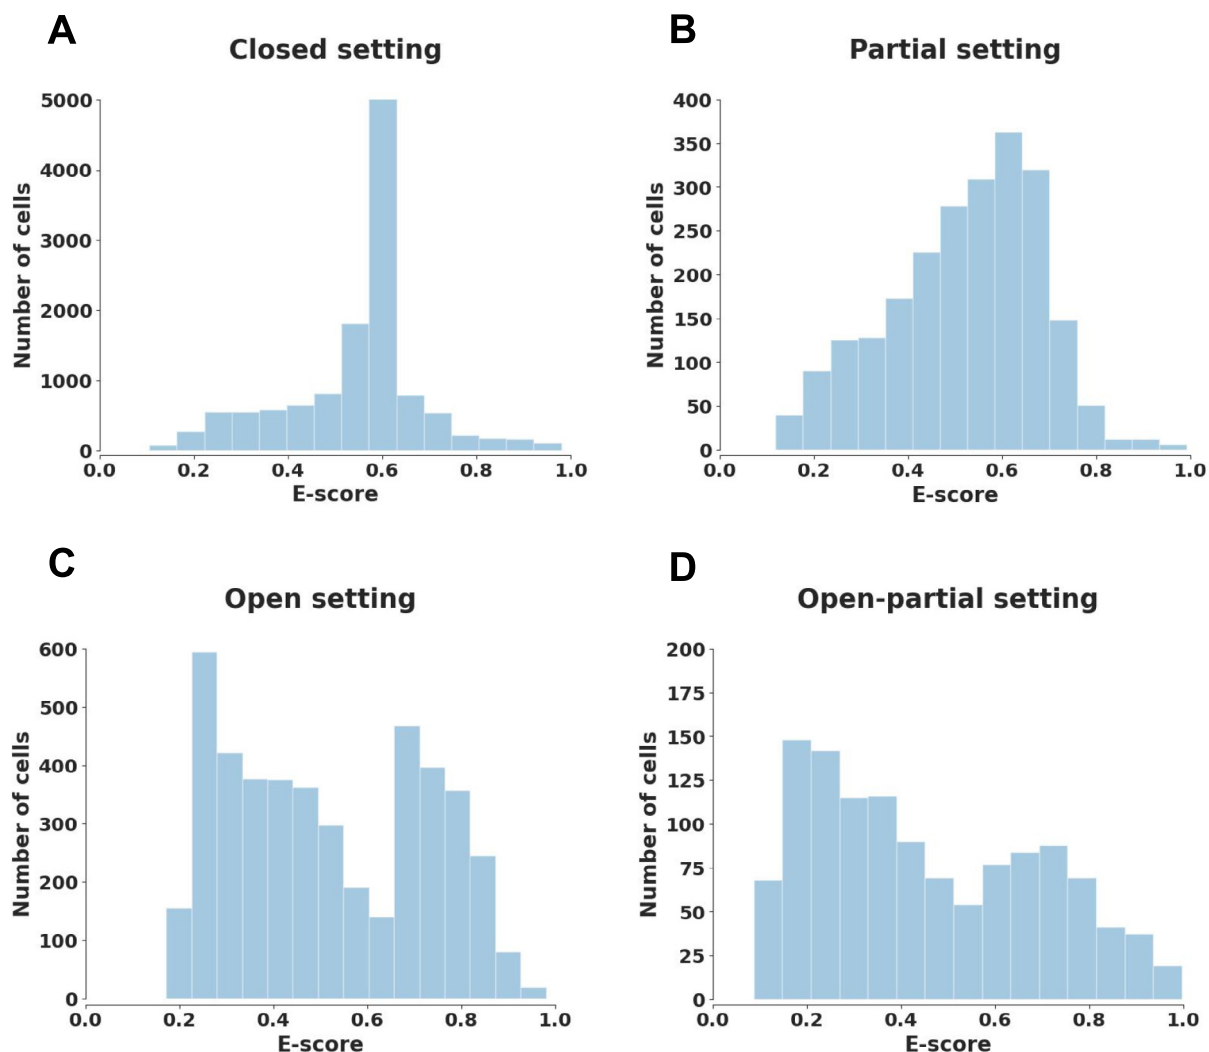 A
Closed setting
5000
4000
3000
2000
1000
0
Number of cells
0.0 0.2 0.4 0.6 0.8 1.0
E-score
B
Partial setting
400
350
300
250
200
150
100
50
0
Number of cells
0.0 0.2 0.4 0.6 0.8 1.0
E-score
C
Open setting
600
500
400
300
200
100
0
Number of cells
0.0 0.2 0.4 0.6 0.8 1.0
E-score
D
Open-partial setting
200
175
150
125
100
75
50
25
0
Number of cells
0.0 0.2 0.4 0.6 0.8 1.0
E-score